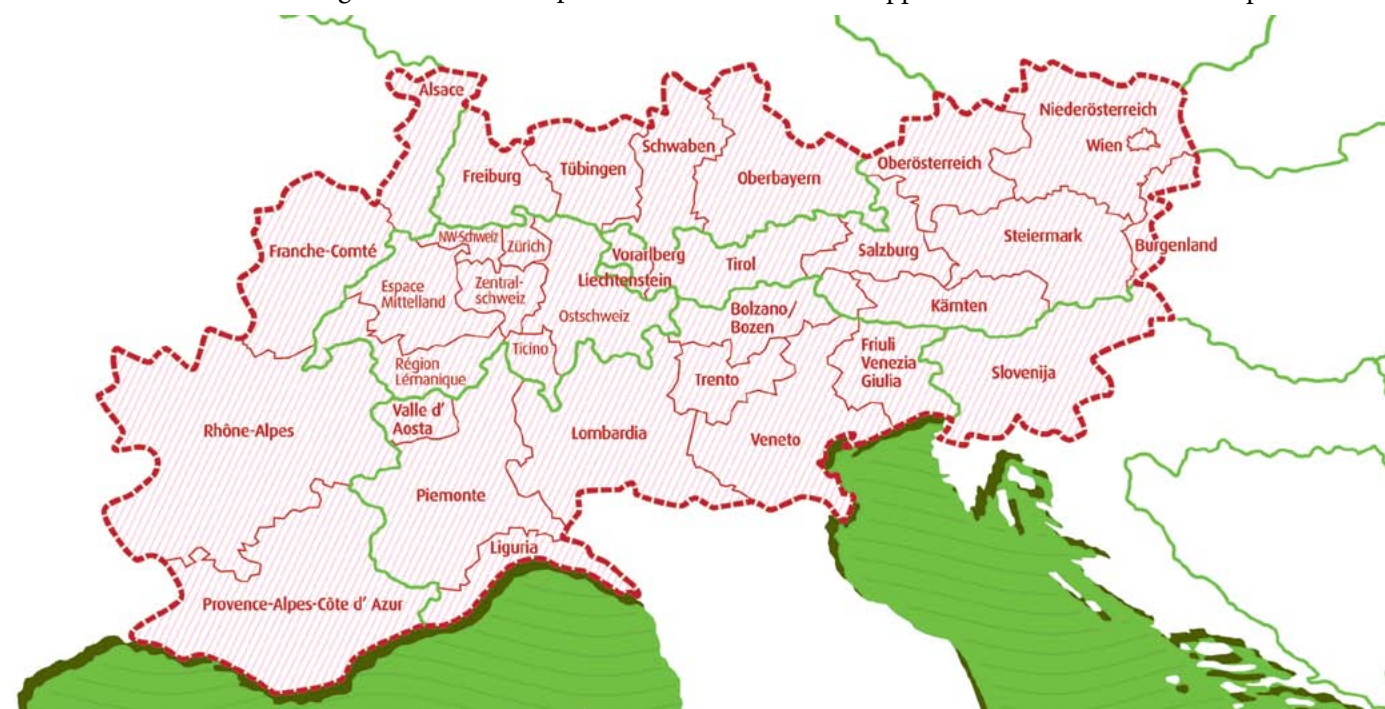 Alsace
Niederösterreich
Wien
Schwaben
Oberösterreich
Tübingen
Freiburg
Oberbayern
NW-Schweiz
Zürich
Franche-Comté
Vorarlberg
Tirol
Salzburg
Steiermark
Burgenland
Liechtenstein
Zentral-
schweiz
Espace
Mittelland
Ostschweiz
Bolzano/
Bozen
Kärnten
Ticino
Friuli
Venezia
Giulia
Région
Lémanique
Trento
Slovenija
Valle d'
Aosta
Rhône-Alpes
Lombardia
Veneto
Piemonte
Liguria
Provence-Alpes-Côte d' Azur